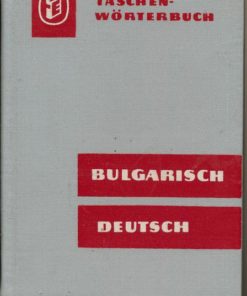 TASCHEN-
WÖRTERBUCH
BULGARISCH
DEUTSCH